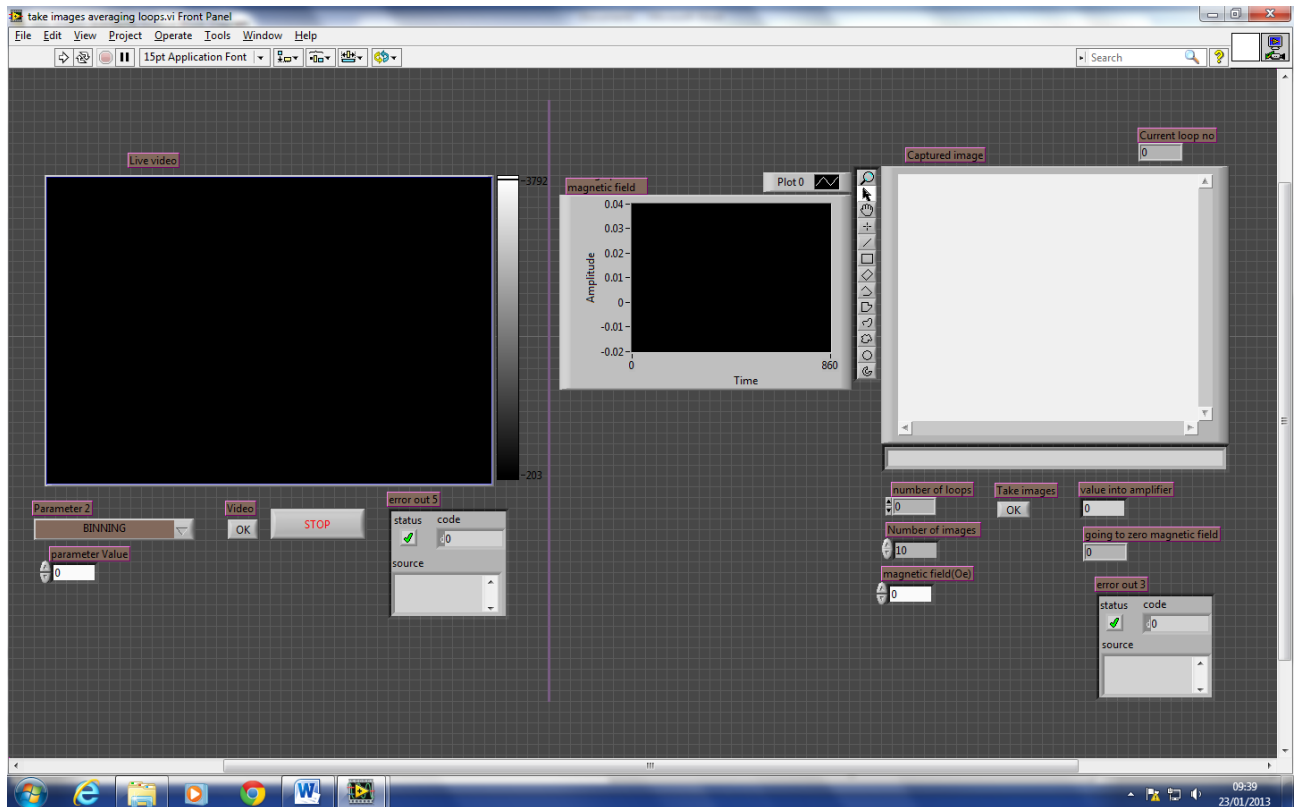 take images averaging loops.vi Front Panel
File Edit View Project Operate Tools Window Help
15pt Application Font
Search
Live video
3792
203
magnetic field
Plot 0
0.04
0.03
0.02
0.01
0
-0.01
-0.02
Amplitude
0
860
Time
Captured image
Current loop no
0
Parameter 2
BINNING
parameter Value
0
Video
OK
STOP
error out 5
status code
0
source
number of loops
0
Number of images
10
magnetic field(Oe)
0
Take images
OK
value into amplifier
0
going to zero magnetic field
0
error out 3
status code
0
source
09:39
23/01/2013